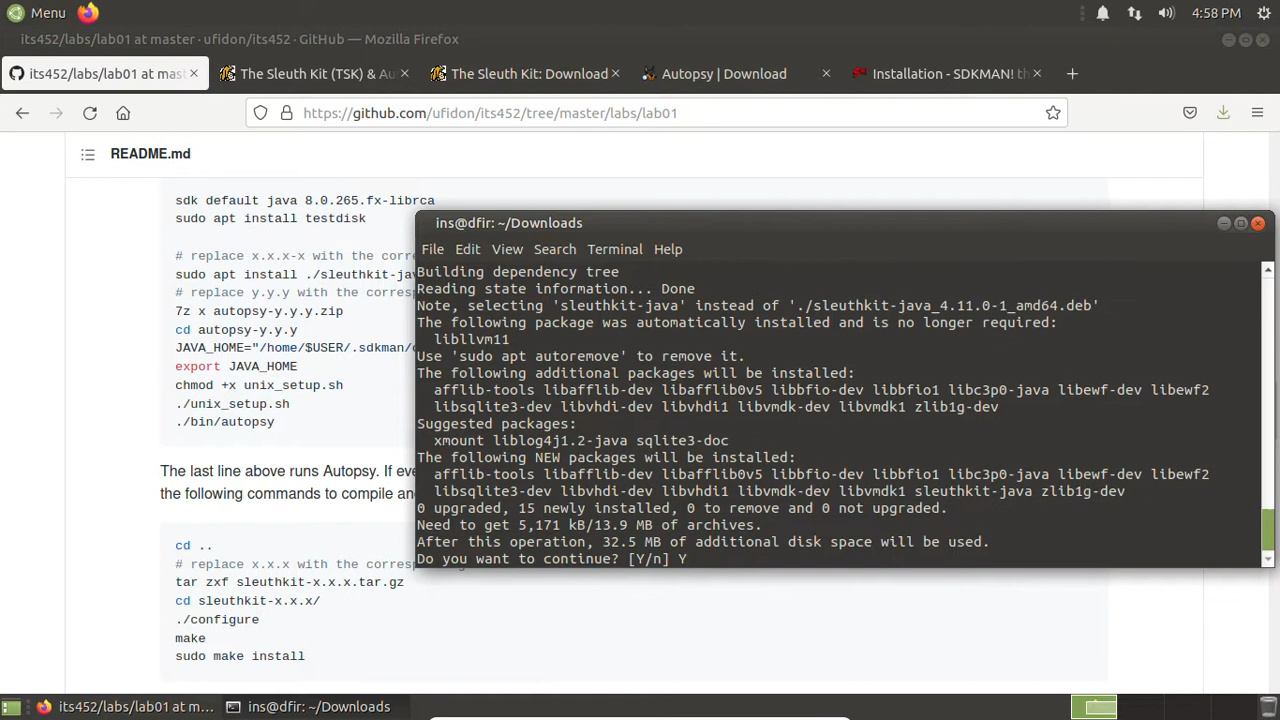 Menu
4:58 PM
its452/labs/lab01 at master · ufidon/its452 · GitHub — Mozilla Firefox
its452/labs/lab01 at mast
The Sleuth Kit (TSK) & Au
The Sleuth Kit: Download
Autopsy | Download
Installation - SDKMAN! th
https://github.com/ufidon/its452/tree/master/labs/lab01
README.md
sdk default java 8.0.265.fx-librca
sudo apt install testdisk
# replace x.x.x-x with the corre
sudo apt install ./sleuthkit-jav
# replace y.y.y with the corresp
7z x autopsy-y.y.y.zip
cd autopsy-y.y.y
JAVA_HOME="/home/$USER/.sdkman/c
export JAVA_HOME
chmod +x unix_setup.sh
./unix_setup.sh
./bin/autopsy
The last line above runs Autopsy. If eve
the following commands to compile an
cd ..
# replace x.x.x with the corre
tar zxf sleuthkit-x.x.x.tar.gz
cd sleuthkit-x.x.x/
./configure
make
sudo make install
ins@dfir: ~/Downloads
File Edit View Search Terminal Help
Building dependency tree
Reading state information... Done
Note, selecting 'sleuthkit-java' instead of './sleuthkit-java_4.11.0-1_amd64.deb'
The following package was automatically installed and is no longer required:
libllvm11
Use 'sudo apt autoremove' to remove it.
The following additional packages will be installed:
afflib-tools libafflib-dev libafflib0v5 libbfio-dev libbfio1 libc3p0-java libewf-dev libewf2
libsqlite3-dev libvhdi-dev libvhdi1 libvmdk-dev libvmdk1 zlib1g-dev
Suggested packages:
xmount liblog4j1.2-java sqlite3-doc
The following NEW packages will be installed:
afflib-tools libafflib-dev libafflib0v5 libbfio-dev libbfio1 libc3p0-java libewf-dev libewf2
libsqlite3-dev libvhdi-dev libvhdi1 libvmdk-dev libvmdk1 sleuthkit-java zlib1g-dev
0 upgraded, 15 newly installed, 0 to remove and 0 not upgraded.
Need to get 5,171 kB/13.9 MB of archives.
After this operation, 32.5 MB of additional disk space will be used.
Do you want to continue? [Y/n] Y
its452/labs/lab01 at m...
ins@dfir: ~/Downloads